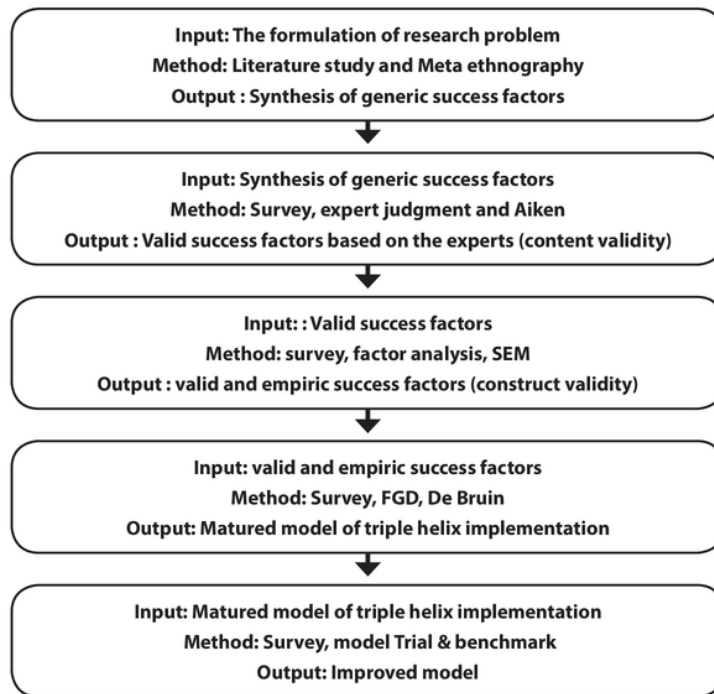 Input: The formulation of research problem
Method: Literature study and Meta ethnography
Output : Synthesis of generic success factors
Input: Synthesis of generic success factors
Method: Survey, expert judgment and Aiken
Output : Valid success factors based on the experts (content validity)
Input: : Valid success factors
Method: survey, factor analysis, SEM
Output : valid and empiric success factors (construct validity)
Input: valid and empiric success factors
Method: Survey, FGD, De Bruin
Output: Matured model of triple helix implementation
Input: Matured model of triple helix implementation
Method: Survey, model Trial & benchmark
Output: Improved model